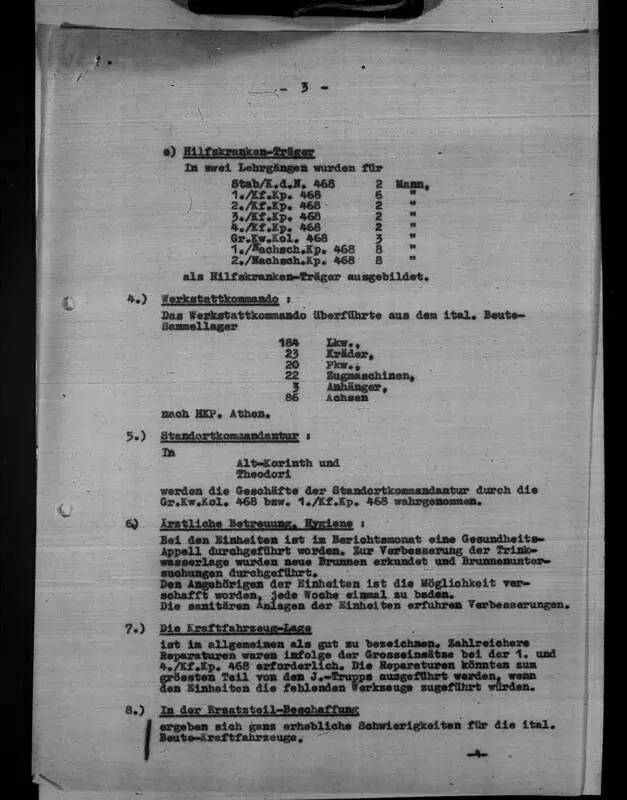 - 3 -
e) Hilfskranken-Träger
In zwei Lehrgängen wurden für
Stab/K.d.N. 468 2 Mann,
1./Kf.Kp. 468 6 "
2./Kf.Kp. 468 2 "
3./Kf.Kp. 468 2 "
4./Kf.Kp. 468 2 "
Gr.Kw.Kol. 468 3 "
1./Nachsch.Kp. 468 8 "
2./Nachsch.Kp. 468 8 "
als Hilfskranken-Träger ausgebildet.
4.) Werkstattkommando :
Das Werkstattkommando überführte aus dem ital. Beute-
Sammellager
184 Lkw.,
23 Kräder,
20 Pkw.,
22 Zugmaschinen,
3 Anhänger,
86 Achsen
nach HKP. Athen.
5.) Standortkommandantur :
In
Alt-Korinth und
Theodori
werden die Geschäfte der Standortkommandantur durch die
Gr.Kw.Kol. 468 bzw. 1./Kf.Kp. 468 wahrgenommen.
6) Ärztliche Betreuung, Hygiene :
Bei den Einheiten ist im Berichtsmonat eine Gesundheits-
Appell durchgeführt worden. Zur Verbesserung der Trink-
wasserlage wurden neue Brunnen erkundet und Brunnenunter-
suchungen durchgeführt.
Den Angehörigen der Einheiten ist die Möglichkeit ver-
schafft worden, jede Woche einmal zu baden.
Die sanitären Anlagen der Einheiten erfuhren Verbesserungen.
7.) Die Kraftfahrzeug-Lage
ist im allgemeinen als gut zu bezeichnen. Zahlreichere
Reparaturen waren infolge der Grosseinsätze bei der 1. und
4./Kf.Kp. 468 erforderlich. Die Reparaturen könnten zum
grössten Teil von den J.-Trupps ausgeführt werden, wenn
den Einheiten die fehlenden Werkzeuge zugeführt würden.
8.) In der Ersatzteil-Beschaffung
ergeben sich ganz erhebliche Schwierigkeiten für die ital.
Beute-Kraftfahrzeuge.
-4-